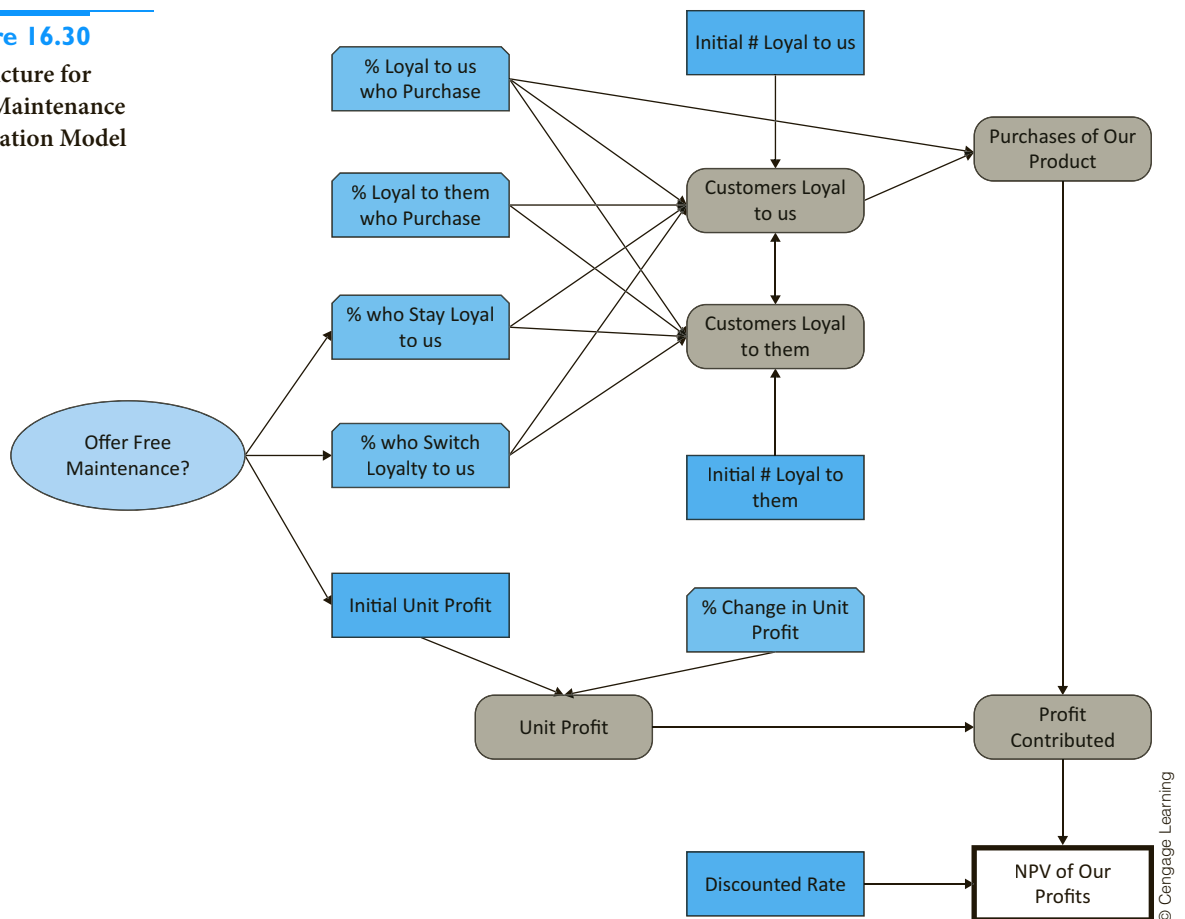 re 16.30
cture for
Maintenance
ation Model
% Loyal to us
who Purchase
Initial # Loyal to us
Purchases of Our
Product
% Loyal to them
who Purchase
Customers Loyal
to us
% who Stay Loyal
to us
Customers Loyal
to them
Offer Free
Maintenance?
% who Switch
Loyalty to us
Initial # Loyal to
them
Initial Unit Profit
% Change in Unit
Profit
Unit Profit
Profit
Contributed
Discounted Rate
NPV of Our
Profits
© Cengage Learning